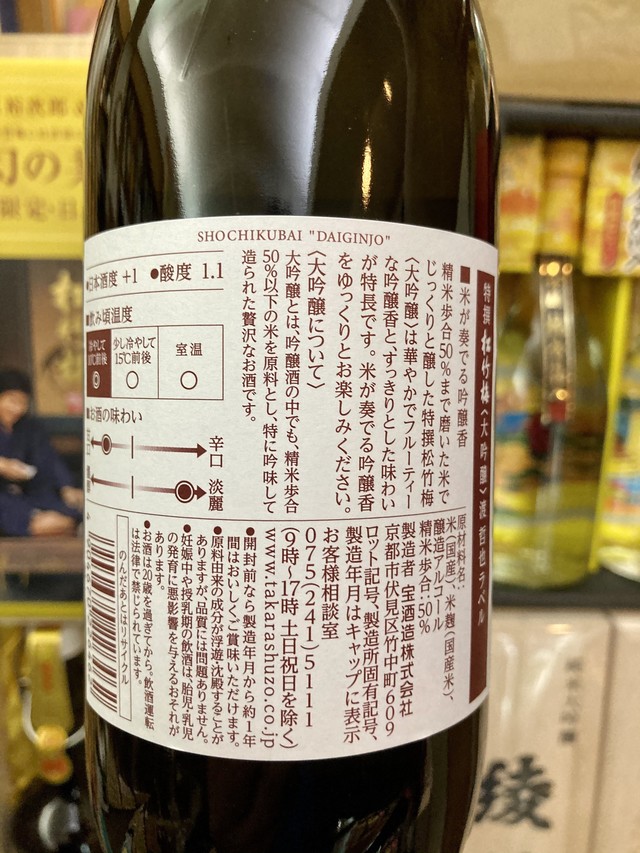 SHOCHIKUBAI "DAIGINJO"
特撰 松竹梅〈大吟醸〉渡哲也ラベル
■米が奏でる吟醸香
精米歩合50%まで磨いた米で
じっくりと醸した特撰松竹梅
〈大吟醸〉は華やかでフルーティー
な吟醸香と、すっきりとした味わい
が特長です。米が奏でる吟醸香
をゆっくりとお楽しみください。
〈大吟醸について〉
大吟醸とは、吟醸酒の中でも、精米歩合
50%以下の米を原料とし、特に吟味して
造られた贅沢なお酒です。
日本酒度 +1 ●酸度 1.1
■飲み頃温度
冷やして
10℃前後
◎
少し冷やして
15℃前後
○
室温
○
■お酒の味わい
甘口
辛口
濃醇
淡麗
原材料名:
米(国産)、米麹(国産米)、
醸造アルコール
精米歩合:50%
製造者 宝酒造株式会社
京都市伏見区竹中町609
ロット記号、製造所固有記号、
製造年月はキャップに表示
お客様相談室
075(241)5111
(9時〜17時 土日祝日を除く)
www.takarashuzo.co.jp
●開封前なら製造年月から約1年
間はおいしくご賞味いただけます。
●原料由来の成分が浮遊・沈殿することが
ありますが、品質には問題ありません。
●妊娠中や授乳期の飲酒は、胎児・乳児
の発育に悪影響を与えるおそれが
あります。
●お酒は20歳を過ぎてから。飲酒運転
は法律で禁じられています。
のんだあとはリサイクル
幻の
綾